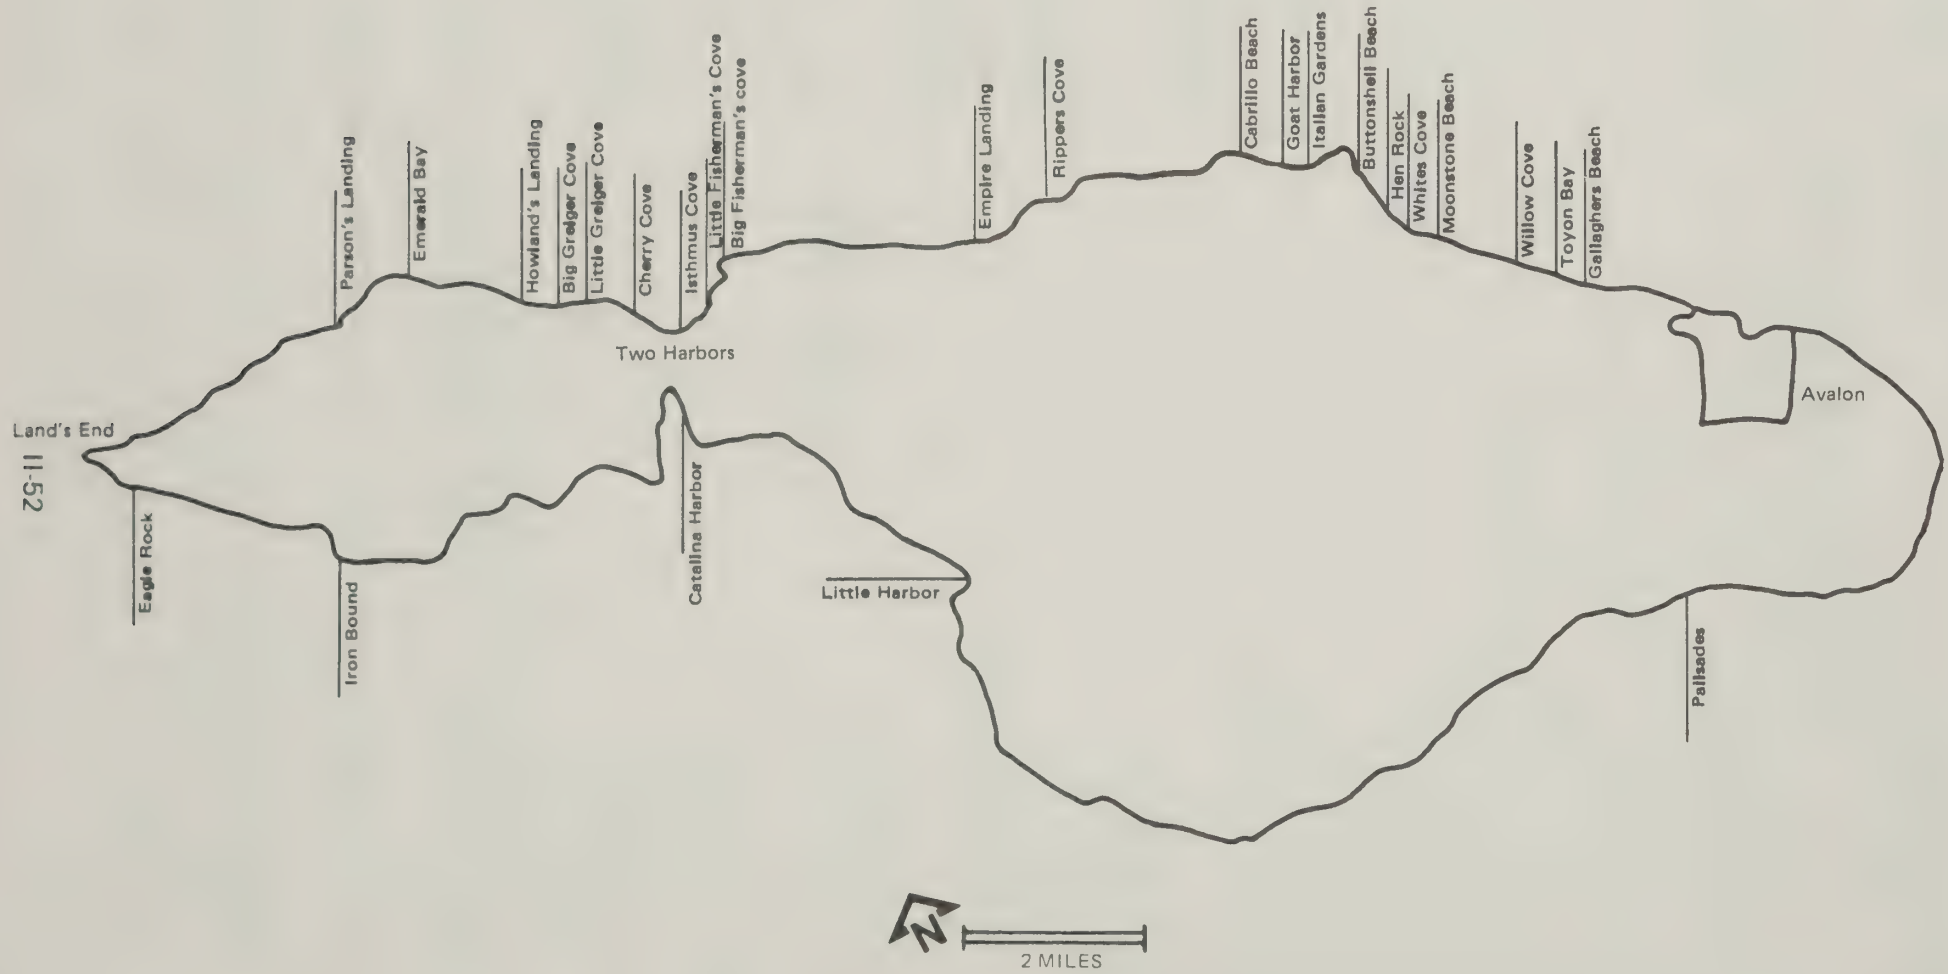 Parson's Landing
Emerald Bay
Howland's Landing
Big Greiger Cove
Little Greiger Cove
Cherry Cove
Isthmus Cove
Little Fisherman's Cove
Big Fisherman's cove
Empire Landing
Rippers Cove
Cabrillo Beach
Goat Harbor
Italian Gardens
Buttonshell Beach
Hen Rock
Whites Cove
Moonstone Beach
Willow Cove
Toyon Bay
Gallaghers Beach
Two Harbors
Avalon
Land's End
II-52
Eagle Rock
Iron Bound
Catalina Harbor
Little Harbor
Palisades
N
2 MILES